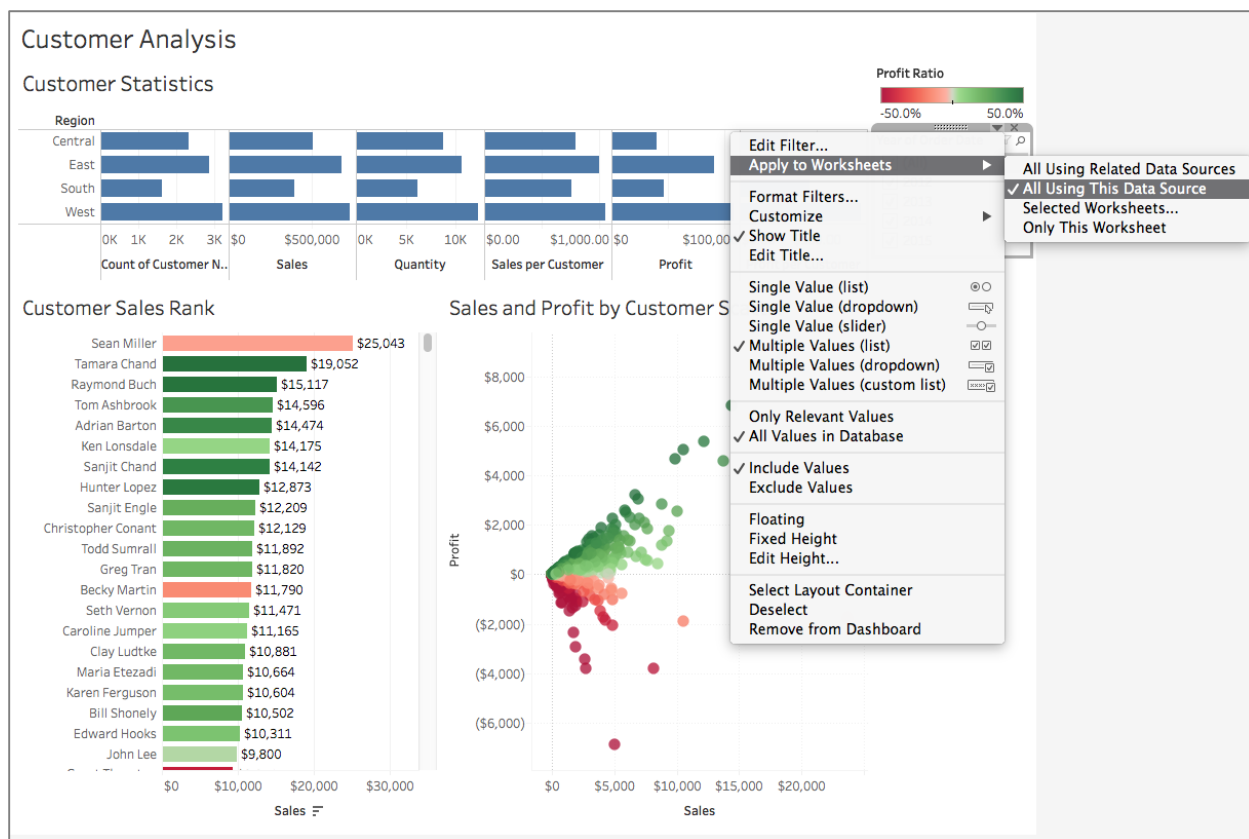 Customer Analysis
Customer Statistics
Profit Ratio
-50.0% 50.0%
Region
Central
East
South
West
0K 1K 2K 3K $0 $500,000 0K 5K 10K $0.00 $1,000.00 $0 $100,000
Count of Customer N.. Sales Quantity Sales per Customer Profit
Edit Filter...
Apply to Worksheets
Format Filters...
Customize
Show Title
Edit Title...
Single Value (list)
Single Value (dropdown)
Single Value (slider)
Multiple Values (list)
Multiple Values (dropdown)
Multiple Values (custom list)
Only Relevant Values
All Values in Database
Include Values
Exclude Values
Floating
Fixed Height
Edit Height...
Select Layout Container
Deselect
Remove from Dashboard
All Using Related Data Sources
All Using This Data Source
Selected Worksheets...
Only This Worksheet
Customer Sales Rank
Sean Miller $25,043
Tamara Chand $19,052
Raymond Buch $15,117
Tom Ashbrook $14,596
Adrian Barton $14,474
Ken Lonsdale $14,175
Sanjit Chand $14,142
Hunter Lopez $12,873
Sanjit Engle $12,209
Christopher Conant $12,129
Todd Sumrall $11,892
Greg Tran $11,820
Becky Martin $11,790
Seth Vernon $11,471
Caroline Jumper $11,165
Clay Ludtke $10,881
Maria Etezadi $10,664
Karen Ferguson $10,604
Bill Shonely $10,502
Edward Hooks $10,311
John Lee $9,800
$0 $10,000 $20,000 $30,000
Sales
Sales and Profit by Customer S
$8,000
$6,000
$4,000
$2,000
$0
($2,000)
($4,000)
($6,000)
Profit
$0 $5,000 $10,000 $15,000 $20,000
Sales